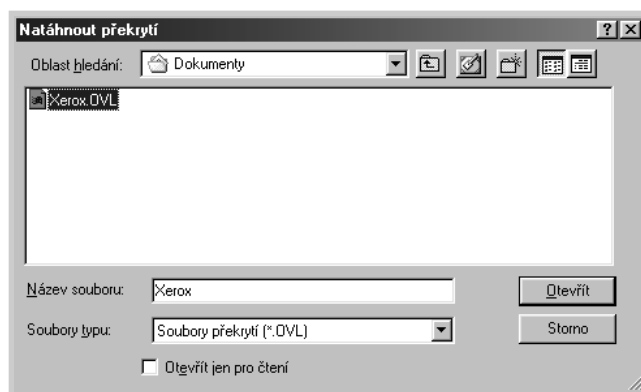 Natáhnout překrytí
Oblast hledání: Dokumenty
Xerox.OVL
Název souboru: Xerox Otevřít
Soubory typu: Soubory překrytí (*.OVL) Storno
Otevřít jen pro čtení